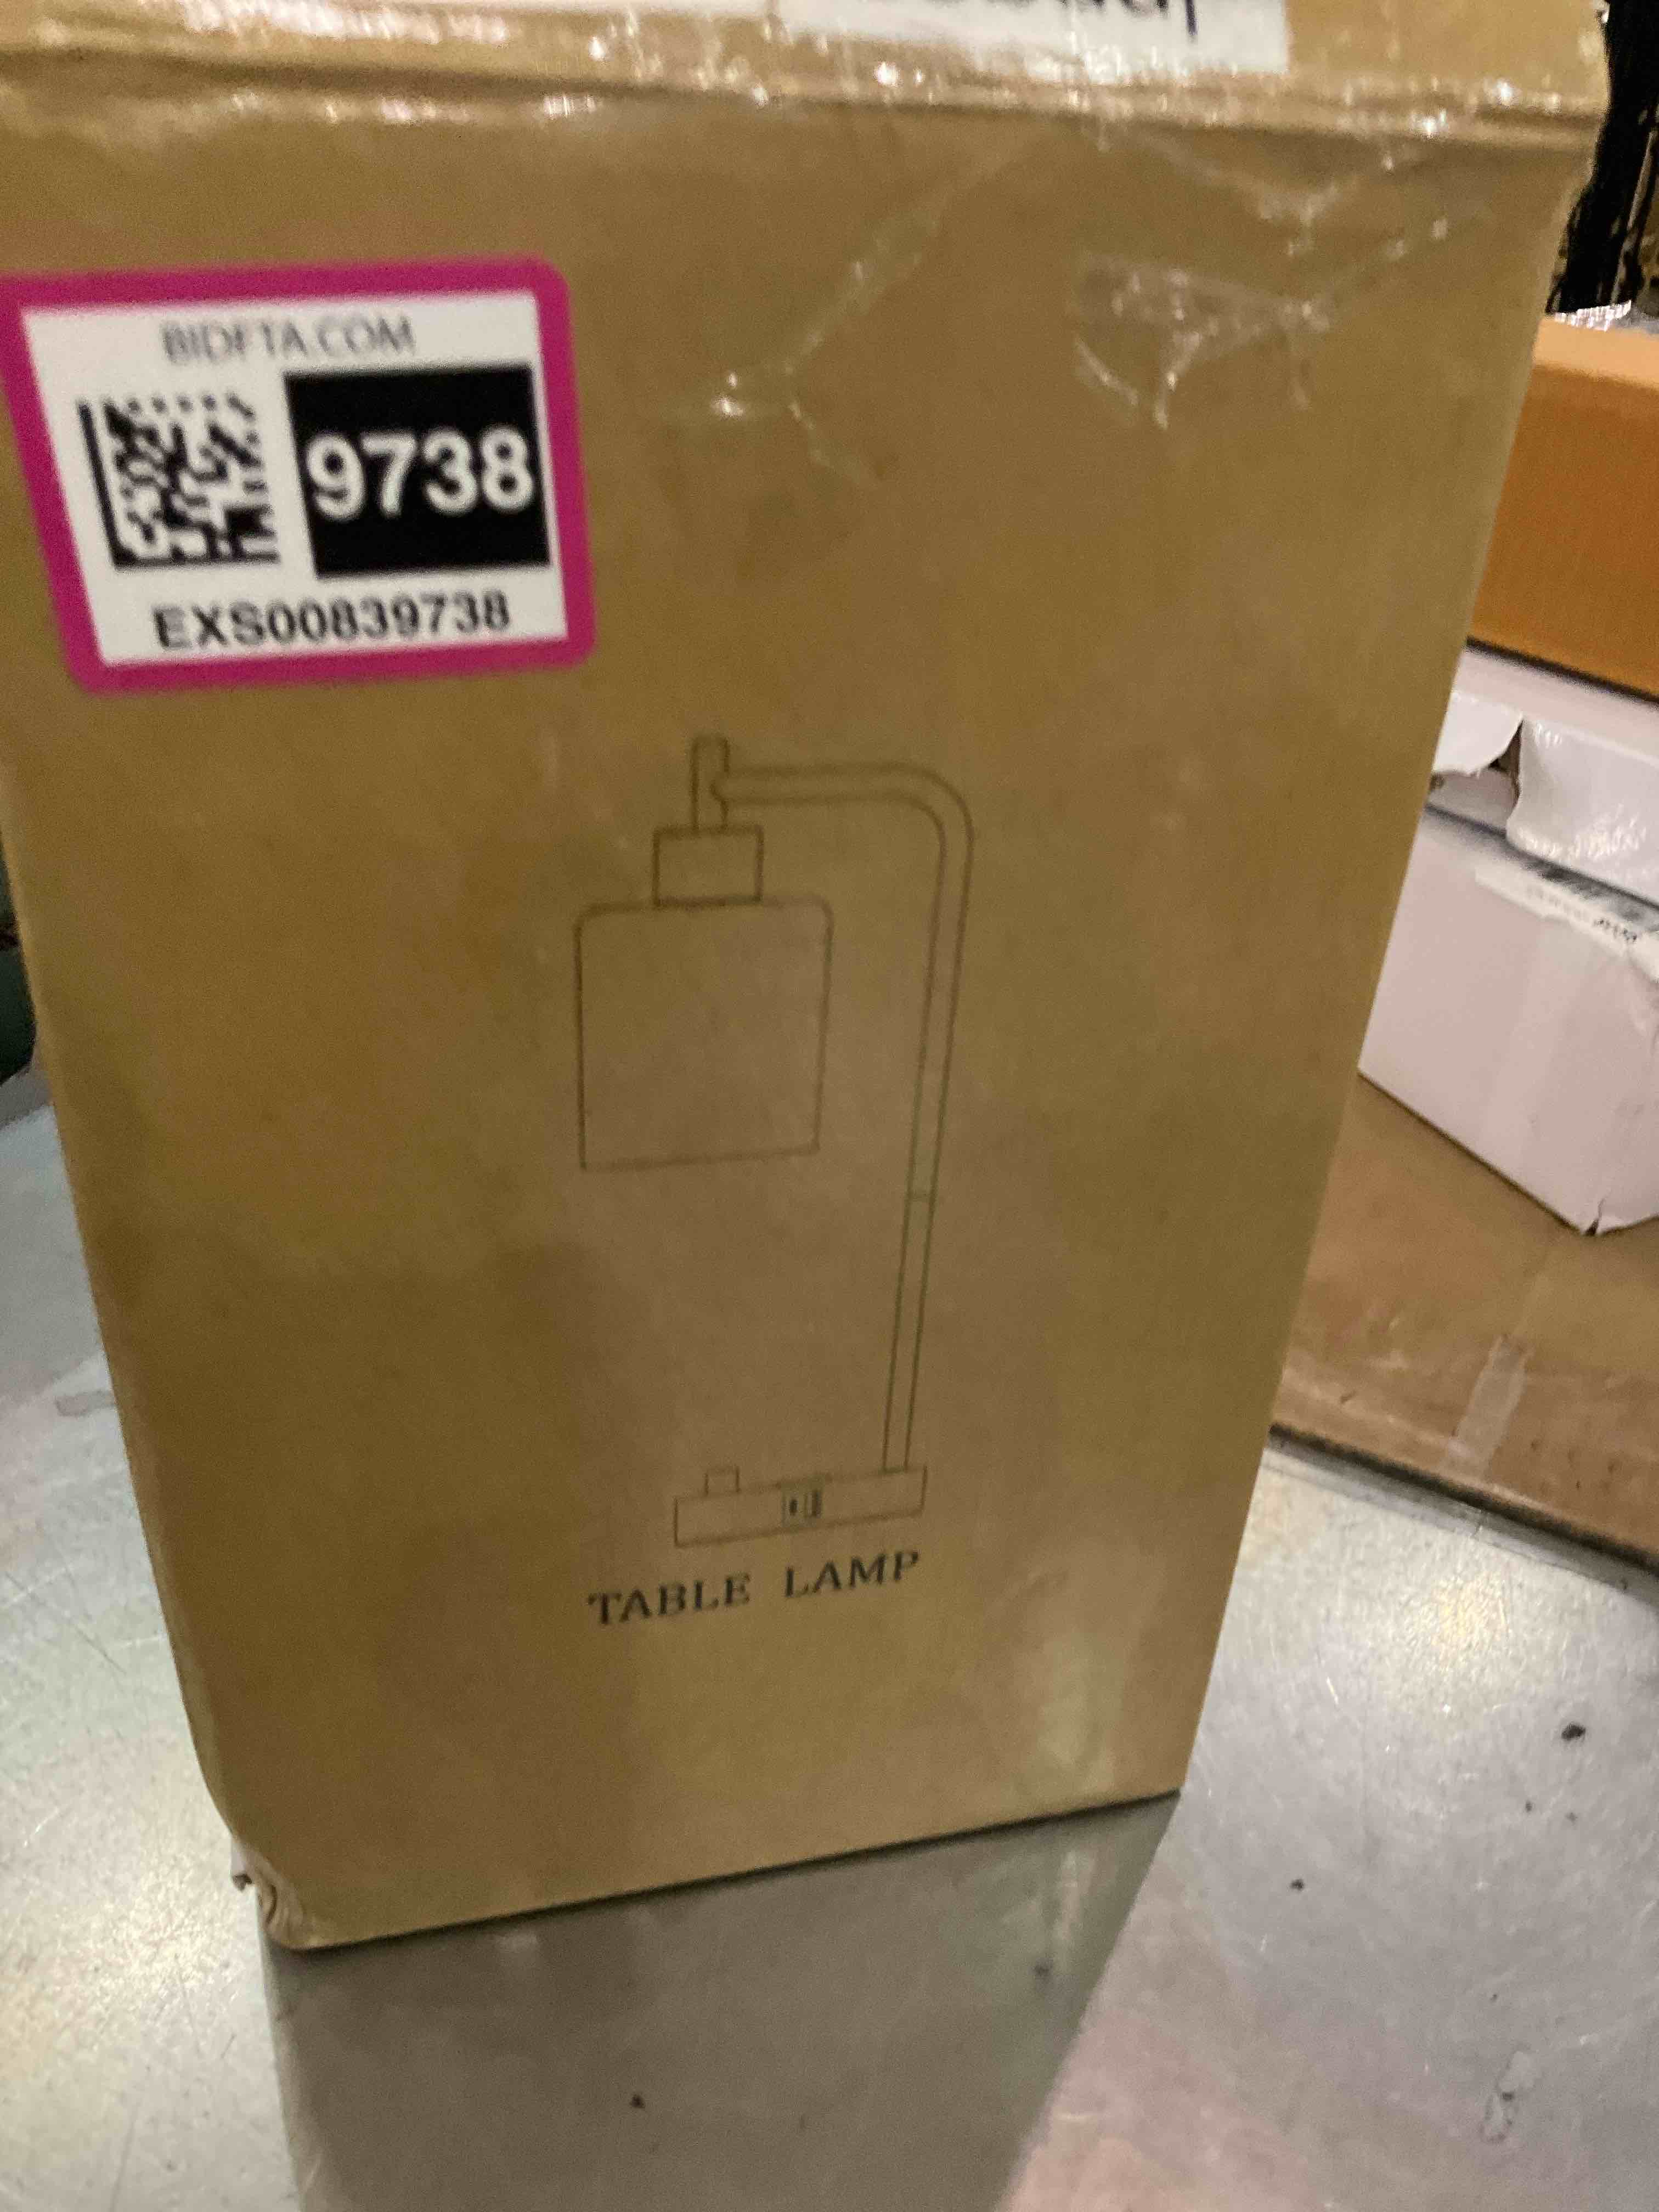 BIDFTA.COM
9738
EXS00839738
TABLE LAMP